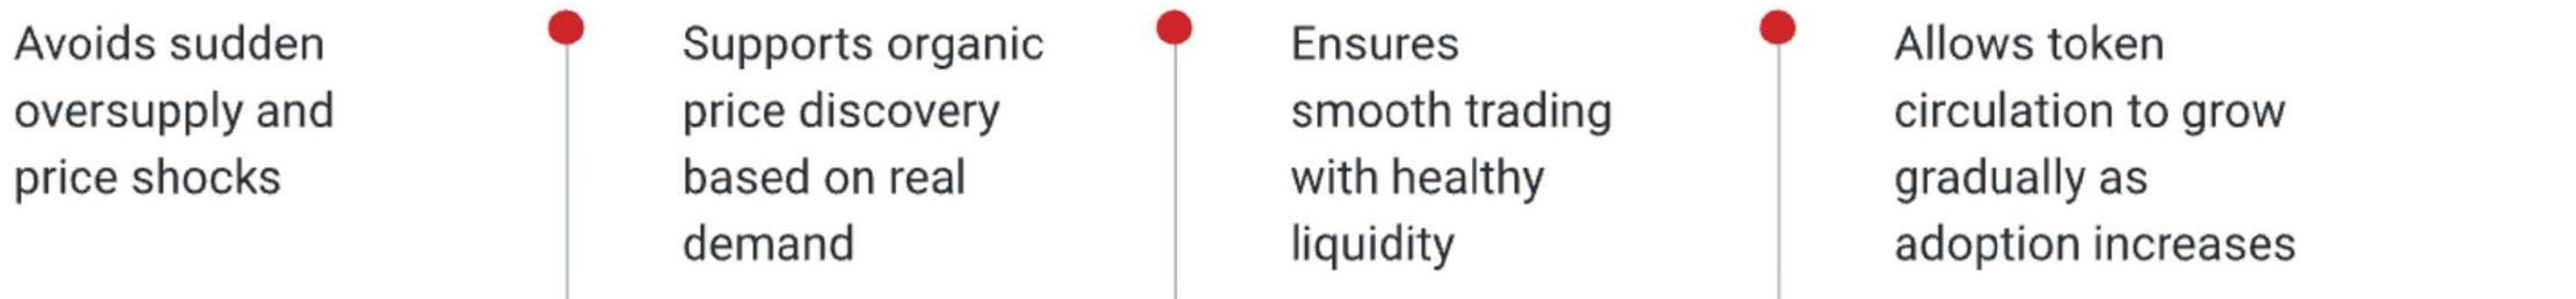 Avoids sudden
oversupply and
price shocks
Supports organic
price discovery
based on real
demand
Ensures
smooth trading
with healthy
liquidity
Allows token
circulation to grow
gradually as
adoption increases